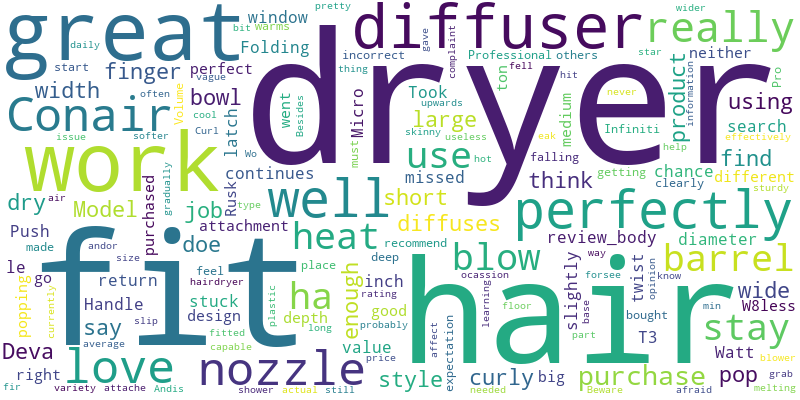 great
diffuser
dryer
really
Conair
work
fit
hair
perfectly
well
use
blow
barrel
stay
nozzle
love
heat
ha
purchase
style
curly
pop
wide
find
using
product
large
diffuses
short
think
Micro
Took
missed
medium
Infiniti
search
chance
different
neither
Professional
others
window
Folding
width
finger
perfect
bowl
latch
went
ton
continues
Rusk
job
attachment
Model
dry
air
Push
made
andor
doe
purchased
gradually
Volume
Curl
cool
softer
often
vague
issue
start
daily
pretty
bit
warms
incorrect
thing
gave
complaint
fell
hit
star
wider
Pro
information
never
effectively
help
useless
eak
hot
skinny
upwards
Besides
must
falling
getting
clearly
sturdy
Wo
type
le
go
size
return
feel
hairdryer
place
recommend
deep
review_body
diameter
way
know
opinion
twist
slightly
forsee
base
bought
min
W8less
T3
Watt
blower
big
part
floor
learning
ocassion
inch
rating
good
probably
enough
depth
long
plastic
value
price
affect
expectation
needed
Beware
afraid
grab
melting
stuck
design
fitted
capable
slip
Handle
say
average
popping
currently
Deva
right
fir
variety
attache
Andis
shower
actual
still